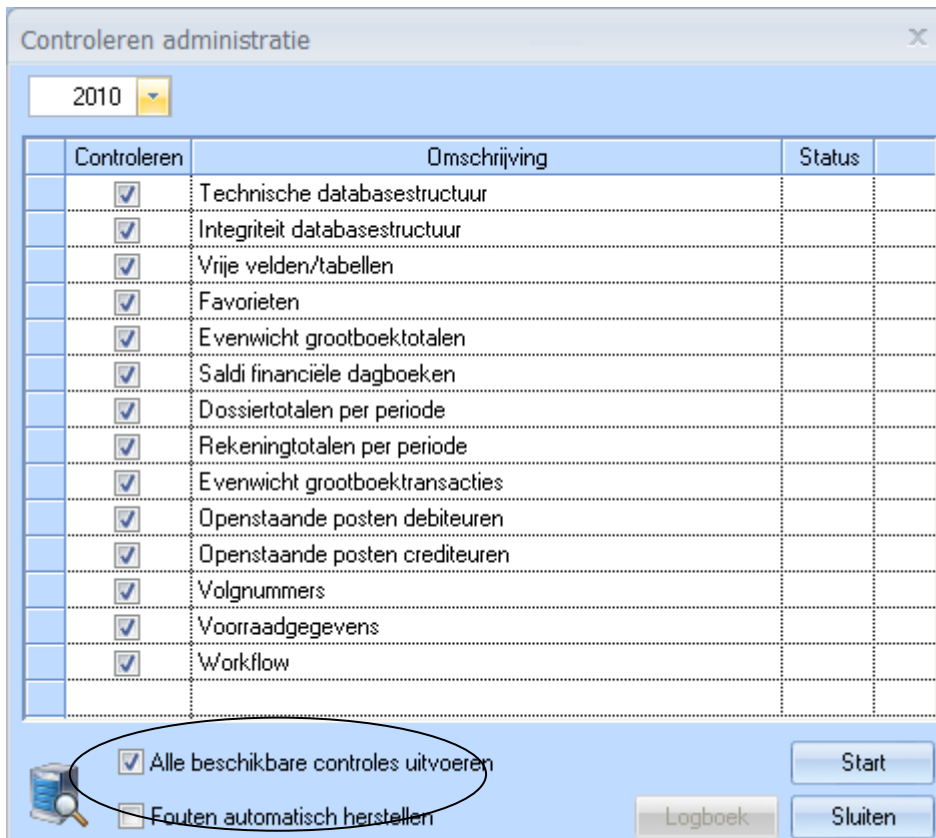 Controleren administratie
x
2010
Controleren Omschrijving Status
Technische databasestructuur
Integriteit databasestructuur
Vrije velden/tabellen
Favorieten
Evenwicht grootboektotalen
Saldi financiële dagboeken
Dossiertotalen per periode
Rekeningtotalen per periode
Evenwicht grootboektransacties
Openstaande posten debiteuren
Openstaande posten crediteuren
Volgnummers
Voorraadgegevens
Workflow
Alle beschikbare controles uitvoeren Start
Fouten automatisch herstellen Logboek Sluiten